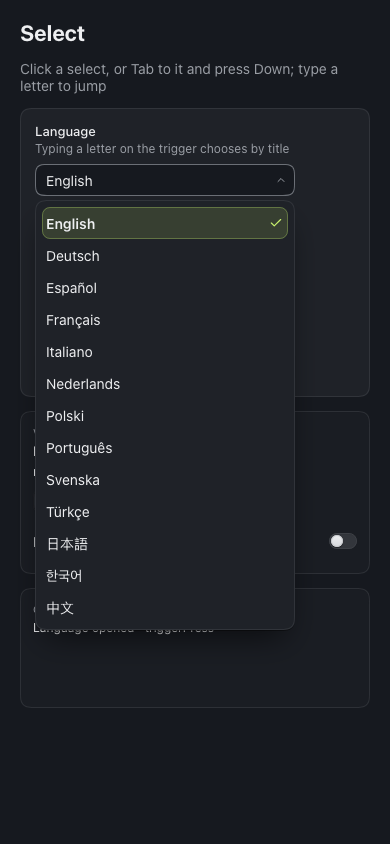 Select
Click a select, or Tab to it and press Down; type a
letter to jump
Language
Typing a letter on the trigger chooses by title
English
English
Deutsch
Español
Français
Italiano
Nederlands
Polski
Português
Svenska
Türkçe
日本語
한국어
中文